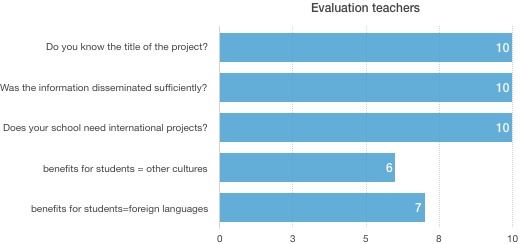 Evaluation teachers
Do you know the title of the project?
10
Was the information disseminated sufficiently?
10
Does your school need international projects?
10
benefits for students = other cultures
6
benefits for students=foreign languages
7
0 3 5 8 10